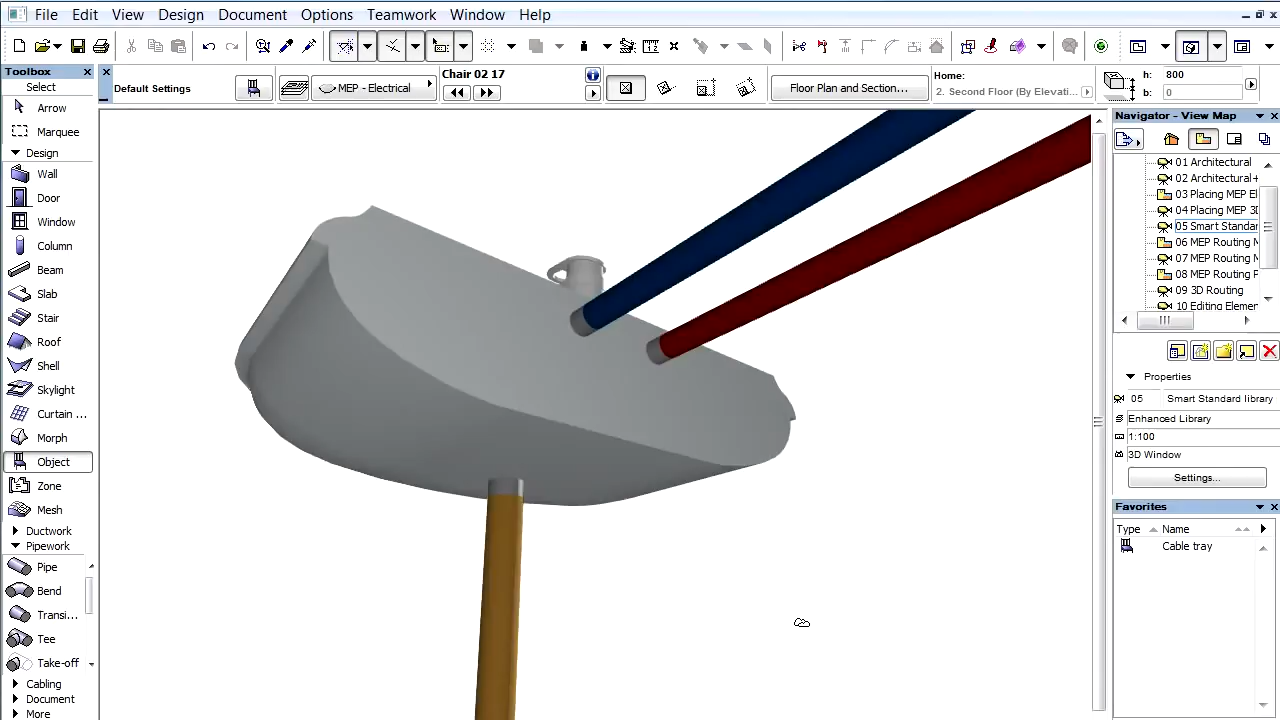 File Edit View Design Document Options Teamwork Window Help
Toolbox
Select
Arrow
Marquee
Design
Wall
Door
Window
Column
Beam
Slab
Stair
Roof
Shell
Skylight
Curtain ...
Morph
Object
Zone
Mesh
Ductwork
Pipework
Pipe
Bend
Transi...
Tee
Take-off
Cabling
Document
More
Default Settings
MEP - Electrical
Chair 02 17
Floor Plan and Section...
Home:
2. Second Floor (By Elevati...
h: 800
b: 0
Navigator - View Map
01 Architectural
02 Architectural+
03 Placing MEP El
04 Placing MEP 3D
05 Smart Standar
06 MEP Routing
07 MEP Routing
08 MEP Routing
09 3D Routing
10 Editing Elemen
Properties
05 Smart Standard library
Enhanced Library
1:100
3D Window
Settings...
Favorites
Type Name
Cable tray